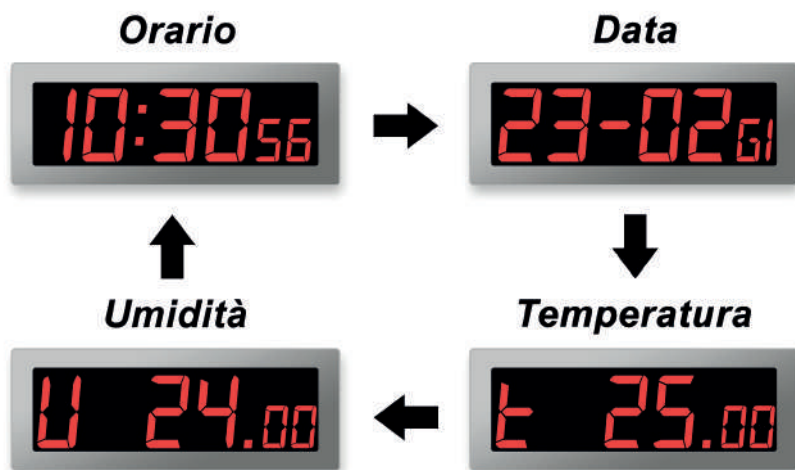 Orario
10:30 56
Data
23-02 GI
Umidità
U 24.00
Temperatura
t 25.00